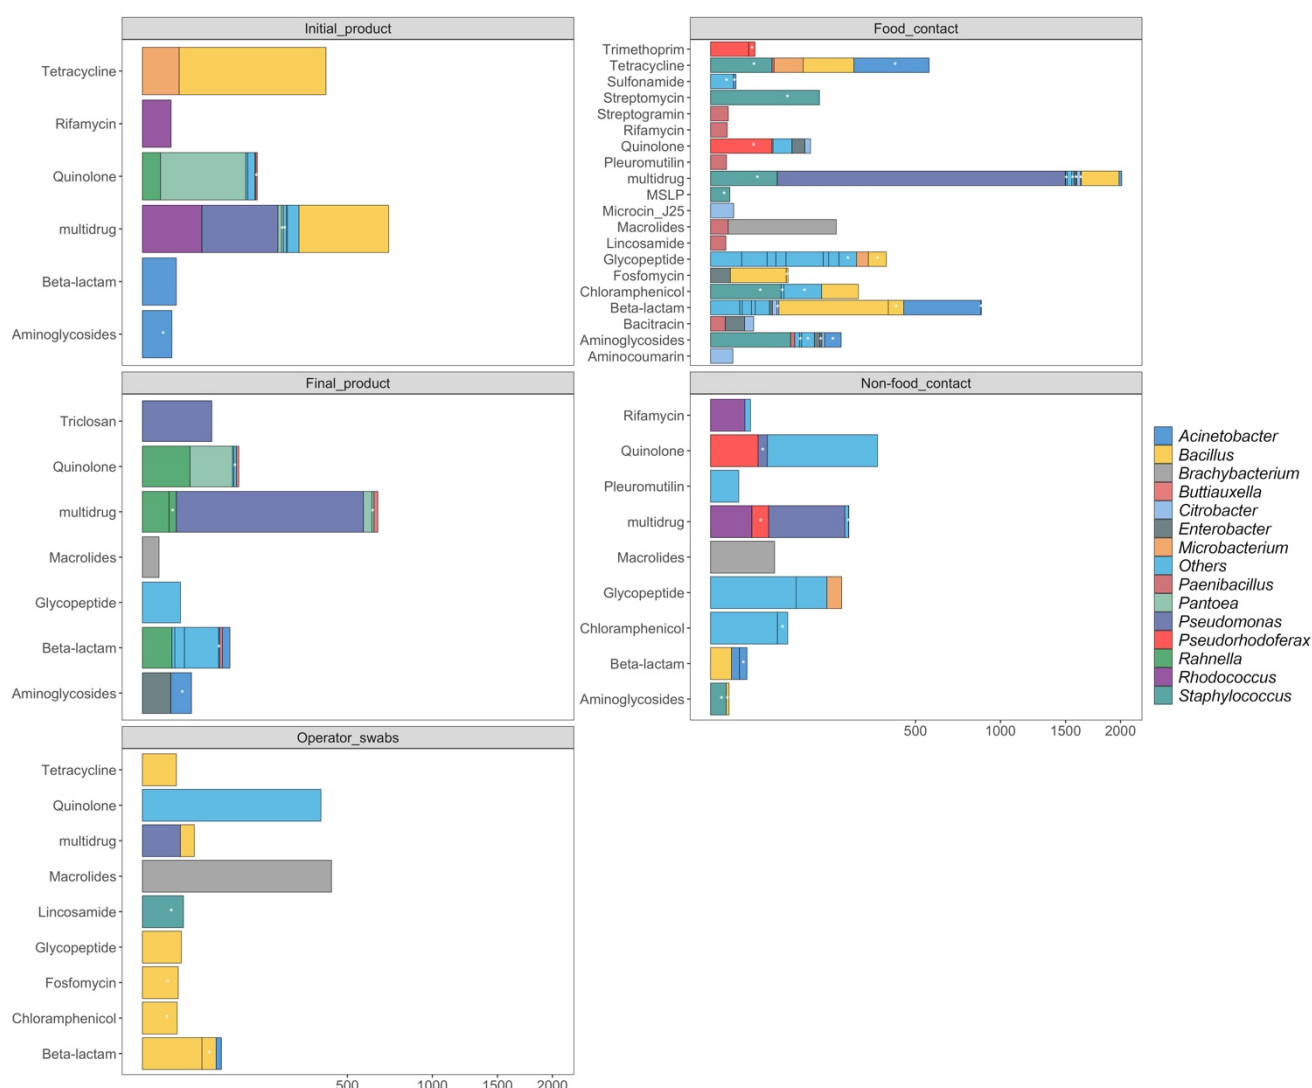 Initial_product
Tetracycline
Rifamycin
Quinolone
multidrug
Beta-lactam
Aminoglycosides
Food_contact
Trimethoprim
Tetracycline
Sulfonamide
Streptomycin
Streptogramin
Rifamycin
Quinolone
Pleuromutilin
multidrug
MSLP
Microcin_J25
Macrolides
Lincosamide
Glycopeptide
Fosfomycin
Chloramphenicol
Beta-lactam
Bacitracin
Aminoglycosides
Aminocoumarin
Final_product
Triclosan
Quinolone
multidrug
Macrolides
Glycopeptide
Beta-lactam
Aminoglycosides
Non-food_contact
Rifamycin
Quinolone
Pleuromutilin
multidrug
Macrolides
Glycopeptide
Chloramphenicol
Beta-lactam
Aminoglycosides
500 1000 1500 2000
Acinetobacter
Bacillus
Brachybacterium
Buttiauxella
Citrobacter
Enterobacter
Microbacterium
Others
Paenibacillus
Pantoea
Pseudomonas
Pseudorhodoferax
Rahnella
Rhodococcus
Staphylococcus
Operator_swabs
Tetracycline
Quinolone
multidrug
Macrolides
Lincosamide
Glycopeptide
Fosfomycin
Chloramphenicol
Beta-lactam
500 1000 1500 2000